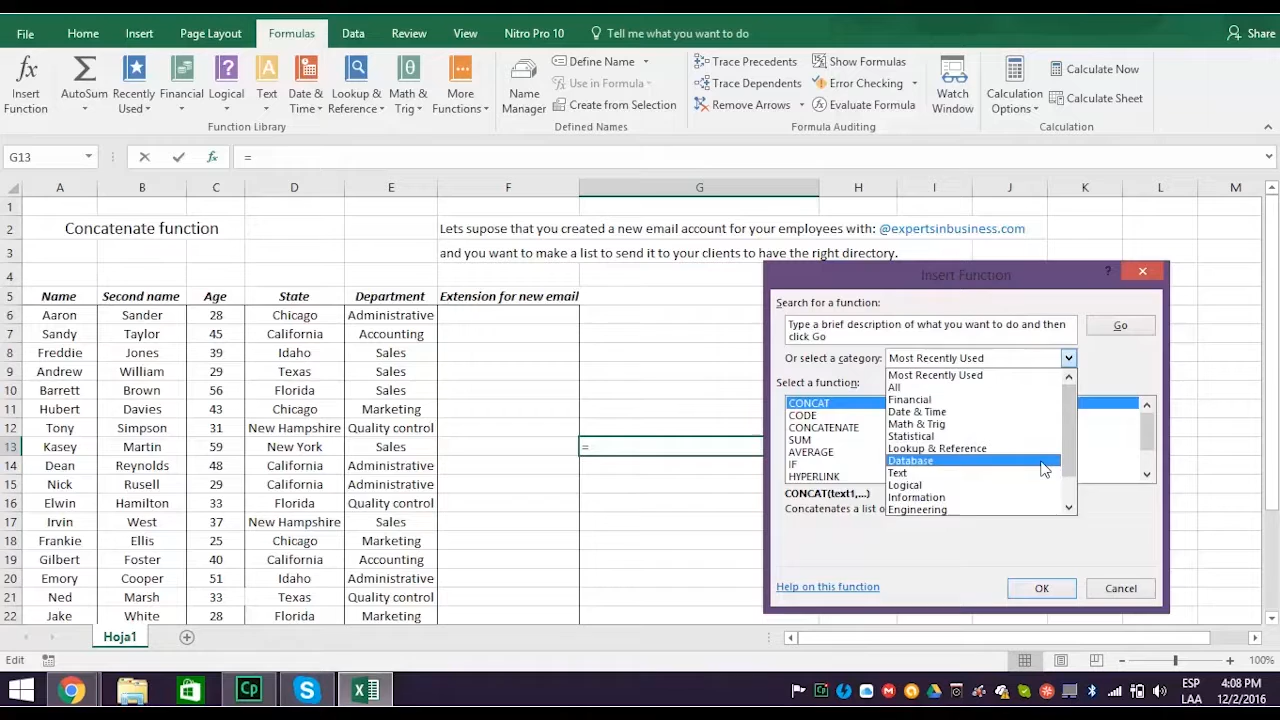 File Home Insert Page Layout Formulas Data Review View Nitro Pro 10 Tell me what you want to do Share
fx Insert Function
Σ AutoSum
Recently Used
Financial
Logical
Text
Date & Time
Lookup & Reference
Math & Trig
More Functions
Function Library
Name Manager
Define Name
Use in Formula
Create from Selection
Defined Names
Trace Precedents
Trace Dependents
Remove Arrows
Show Formulas
Error Checking
Evaluate Formula
Formula Auditing
Watch Window
Calculation Options
Calculate Now
Calculate Sheet
Calculation
G13 fx =
A B C D E F G H I J K L M
1
2 Concatenate function Lets supose that you created a new email account for your employees with: @expertsinbusiness.com
3 and you want to make a list to send it to your clients to have the right directory.
4
5 Name Second name Age State Department Extension for new email
6 Aaron Sander 28 Chicago Administrative
7 Sandy Taylor 45 California Accounting
8 Freddie Jones 39 Idaho Sales
9 Andrew William 29 Texas Sales
10 Barrett Brown 56 Florida Sales
11 Hubert Davies 43 Chicago Marketing
12 Tony Simpson 31 New Hampshire Quality control
13 Kasey Martin 59 New York Sales =
14 Dean Reynolds 48 California Administrative
15 Nick Rusell 29 California Sales
16 Elwin Hamilton 33 Florida Quality control
17 Irvin West 37 New Hampshire Sales
18 Frankie Ellis 25 Chicago Marketing
19 Gilbert Foster 40 California Accounting
20 Emory Cooper 51 Idaho Administrative
21 Ned Marsh 33 Texas Quality control
22 Jake White 28 Florida Marketing
Insert Function ?
Search for a function:
Type a brief description of what you want to do and then
click Go
Go
Or select a category: Most Recently Used
Most Recently Used
All
Financial
Date & Time
Math & Trig
Statistical
Lookup & Reference
Database
Text
Logical
Information
Engineering
Select a function:
CONCAT
CODE
CONCATENATE
SUM
AVERAGE
IF
HYPERLINK
CONCAT(text1,...)
Concatenates a list o
Help on this function
OK Cancel
Hoja1
Edit 100%
Cp S
ESP 4:08 PM
LAA 12/2/2016